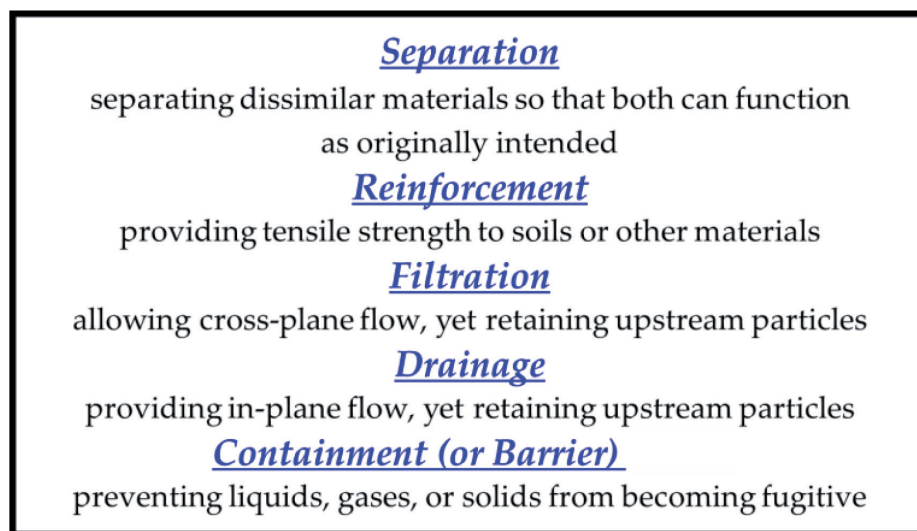 Separation
separating dissimilar materials so that both can function
as originally intended
Reinforcement
providing tensile strength to soils or other materials
Filtration
allowing cross-plane flow, yet retaining upstream particles
Drainage
providing in-plane flow, yet retaining upstream particles
Containment (or Barrier)
preventing liquids, gases, or solids from becoming fugitive